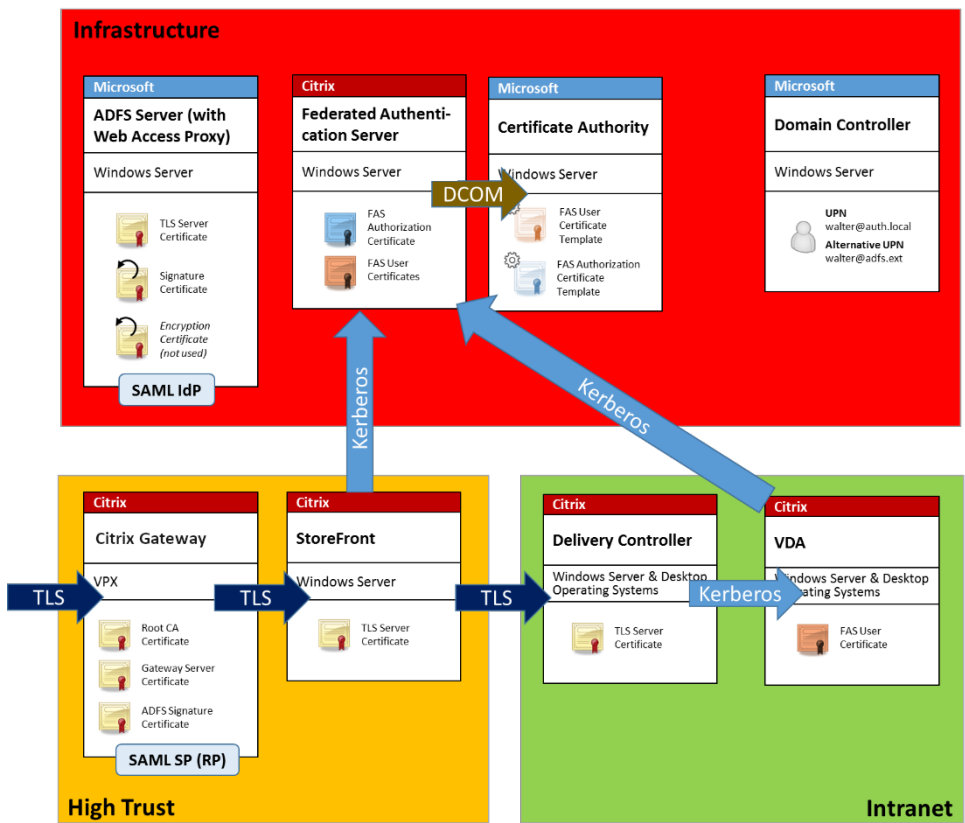 Infrastructure
Microsoft
ADFS Server (with
Web Access Proxy)
Windows Server
TLS Server
Certificate
Signature
Certificate
Encryption
Certificate
(not used)
SAML IdP
Citrix
Federated Authenti-
cation Server
Windows Server
FAS
Authorization
Certificate
FAS User
Certificates
DCOM
Microsoft
Certificate Authority
Windows Server
FAS User
Certificate
Template
FAS Authorization
Certificate
Template
Microsoft
Domain Controller
Windows Server
UPN
walter@auth.local
Alternative UPN
walter@adfs.ext
Kerberos
Kerberos
Citrix
Citrix Gateway
VPX
TLS
Root CA
Certificate
Gateway Server
Certificate
ADFS Signature
Certificate
SAML SP (RP)
Citrix
StoreFront
Windows Server
TLS
TLS Server
Certificate
High Trust
TLS
Citrix
Delivery Controller
Windows Server & Desktop
Operating Systems
TLS Server
Certificate
Kerberos
Citrix
VDA
Windows Server & Desktop
Operating Systems
FAS User
Certificate
Intranet